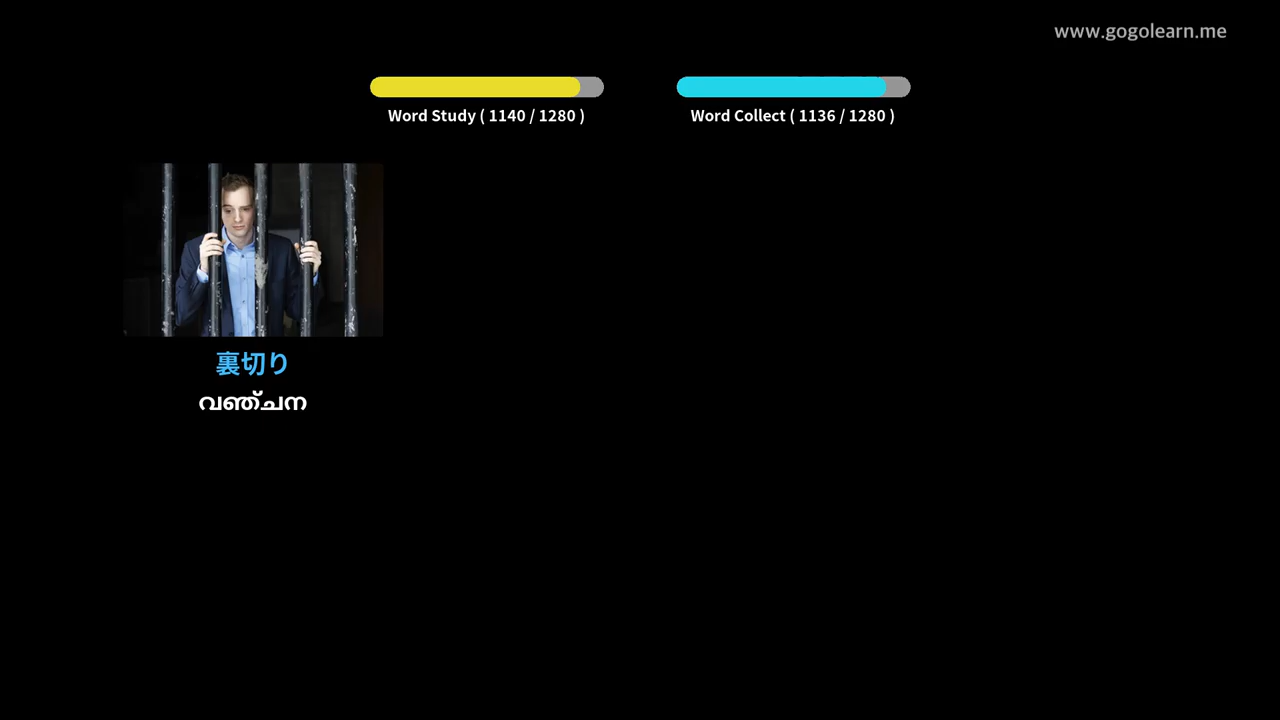 www.gogolearn.me
Word Study ( 1140 / 1280 )
Word Collect ( 1136 / 1280 )
裏切り
വഞ്ചന